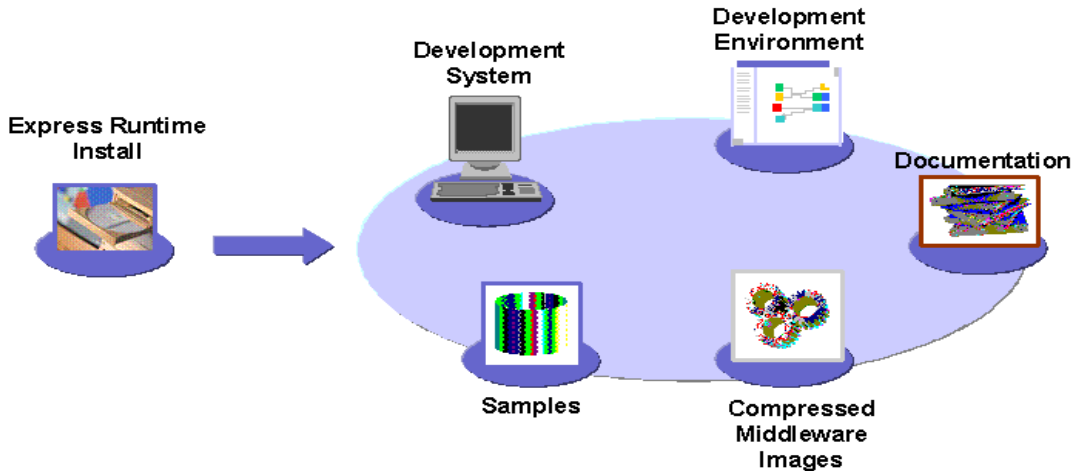 Development
Environment
Development
System
Express Runtime
Install
Documentation
Samples
Compressed
Middleware
Images